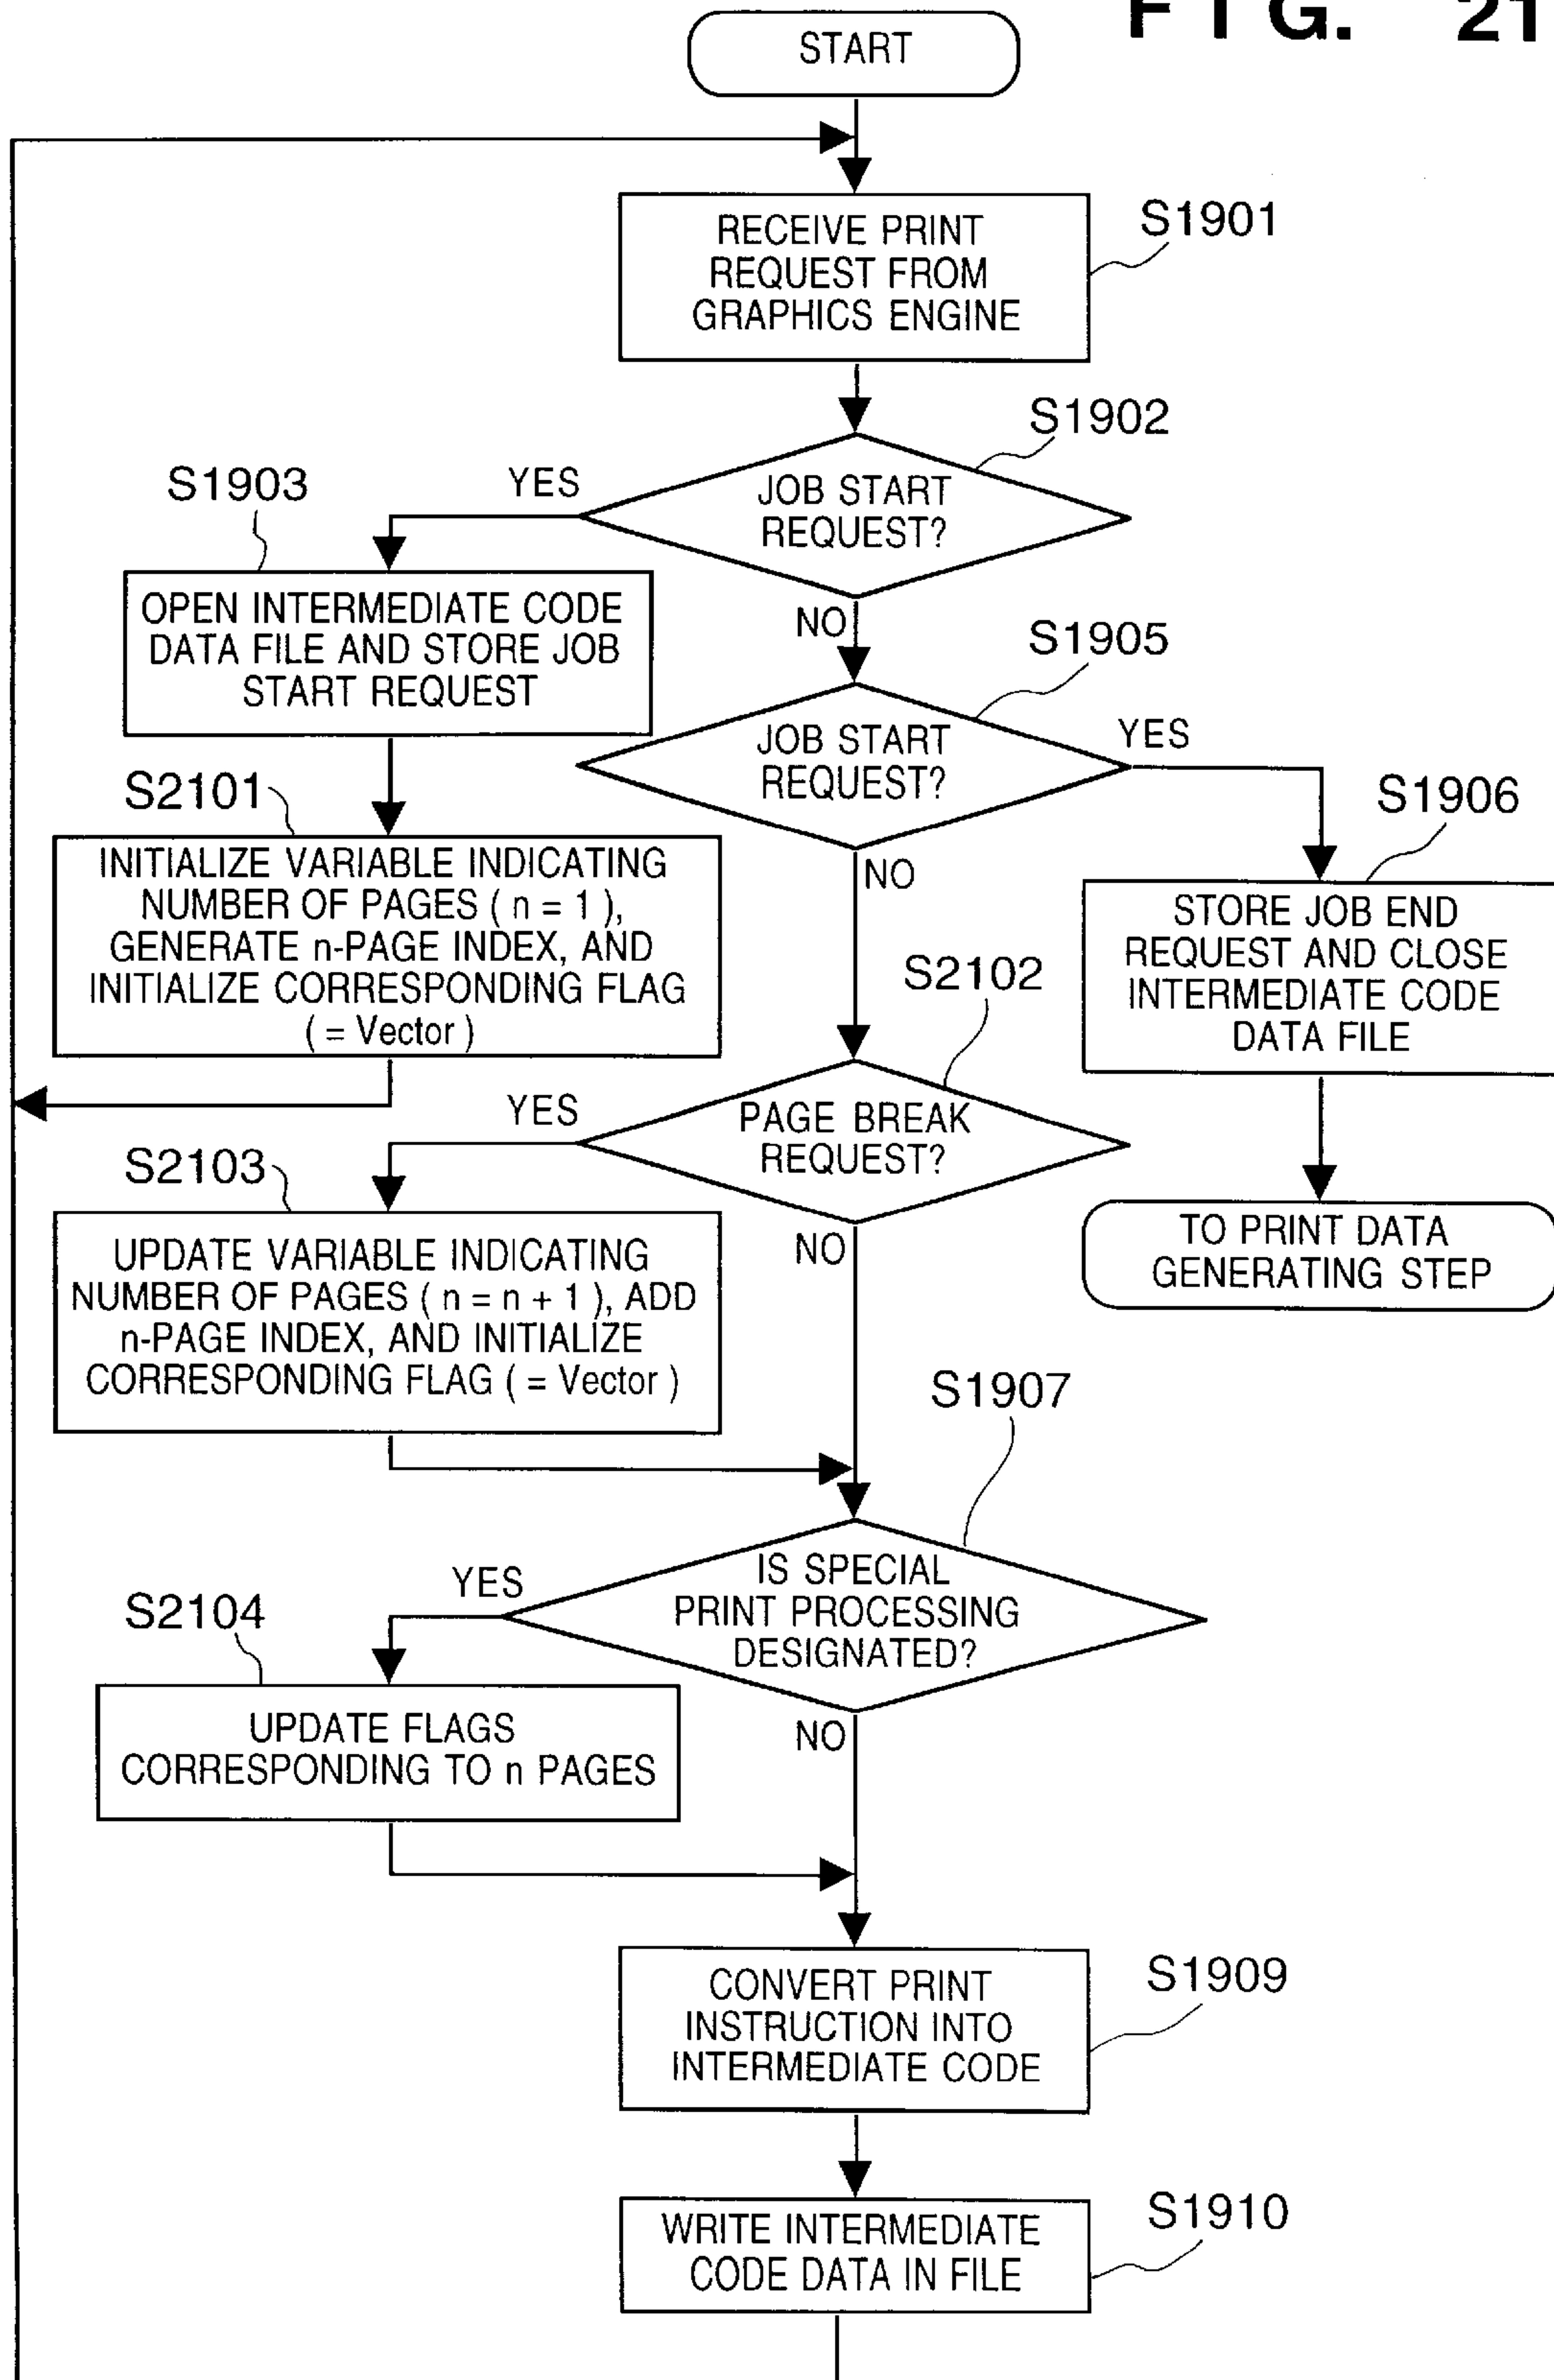 FIG. 21
START
RECEIVE PRINT
REQUEST FROM
GRAPHICS ENGINE
S1901
S1902
JOB START
REQUEST?
YES
NO
S1903
OPEN INTERMEDIATE CODE
DATA FILE AND STORE JOB
START REQUEST
S1905
JOB START
REQUEST?
YES
NO
S2101
INITIALIZE VARIABLE INDICATING
NUMBER OF PAGES ( n = 1 ),
GENERATE n-PAGE INDEX, AND
INITIALIZE CORRESPONDING FLAG
( = Vector )
S1906
STORE JOB END
REQUEST AND CLOSE
INTERMEDIATE CODE
DATA FILE
S2102
PAGE BREAK
REQUEST?
YES
NO
TO PRINT DATA
GENERATING STEP
S2103
UPDATE VARIABLE INDICATING
NUMBER OF PAGES ( n = n + 1 ), ADD
n-PAGE INDEX, AND INITIALIZE
CORRESPONDING FLAG ( = Vector )
S1907
IS SPECIAL
PRINT PROCESSING
DESIGNATED?
YES
NO
S2104
UPDATE FLAGS
CORRESPONDING TO n PAGES
CONVERT PRINT
INSTRUCTION INTO
INTERMEDIATE CODE
S1909
WRITE INTERMEDIATE
CODE DATA IN FILE
S1910